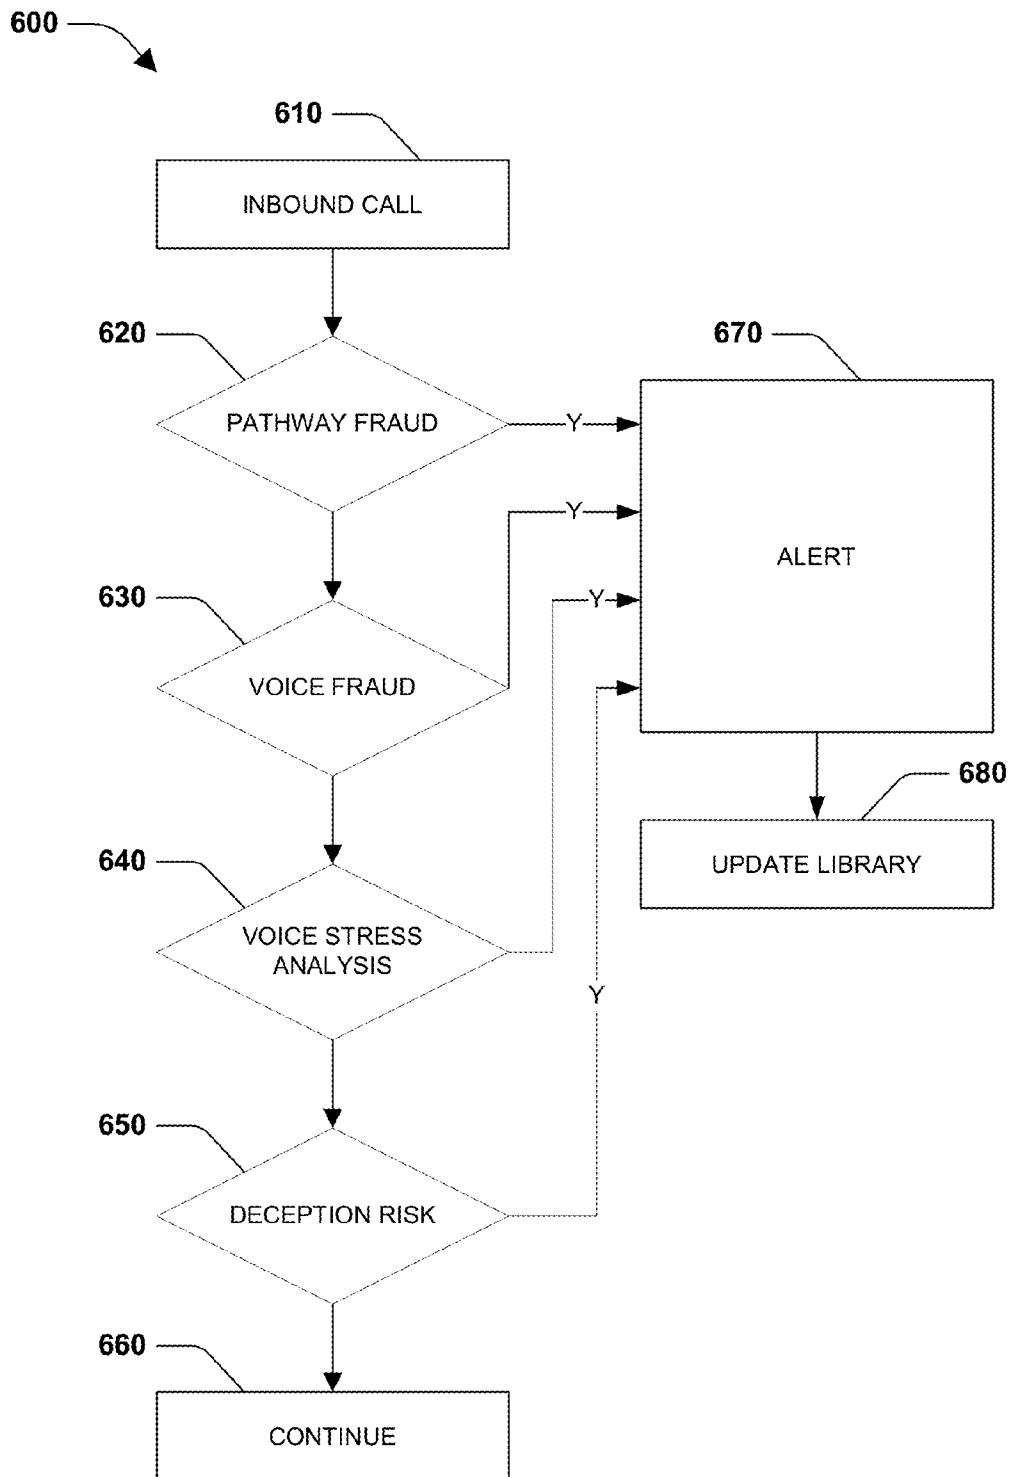 600
610
INBOUND CALL
620
670
PATHWAY FRAUD
Y
Y
ALERT
630
Y
VOICE FRAUD
680
640
UPDATE LIBRARY
VOICE STRESS
ANALYSIS
Y
650
DECEPTION RISK
660
CONTINUE